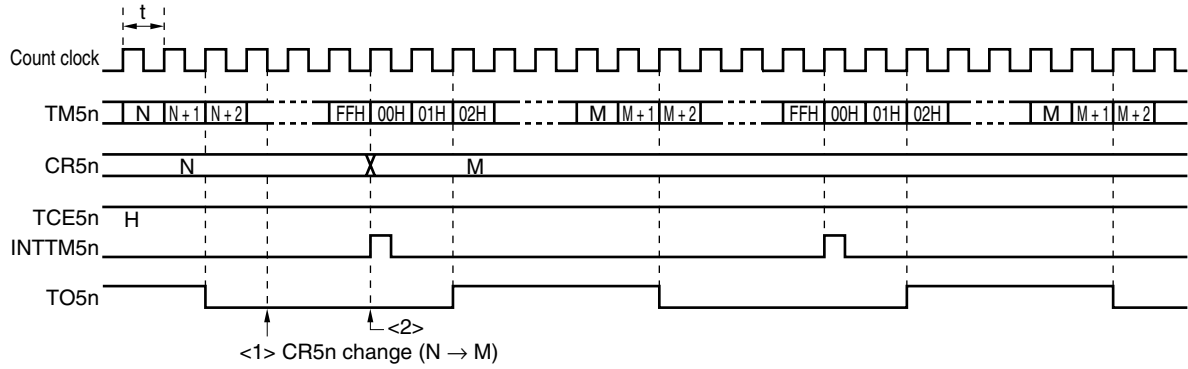 t
Count clock
TM5n N N + 1 N + 2 FFH 00H 01H 02H M M + 1 M + 2 FFH 00H 01H 02H M M + 1 M + 2
CR5n N M
TCE5n H
INTTM5n
TO5n
<2>
<1> CR5n change (N → M)